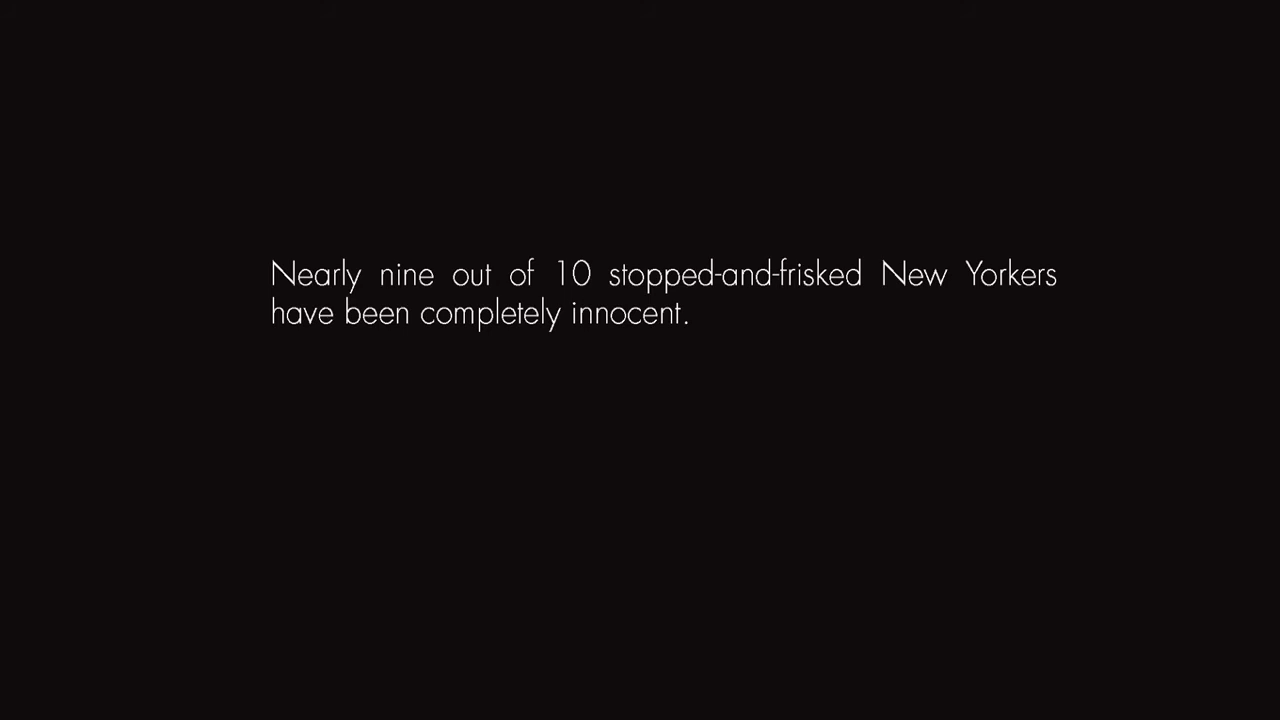 Nearly nine out of 10 stopped-and-frisked New Yorkers
have been completely innocent.